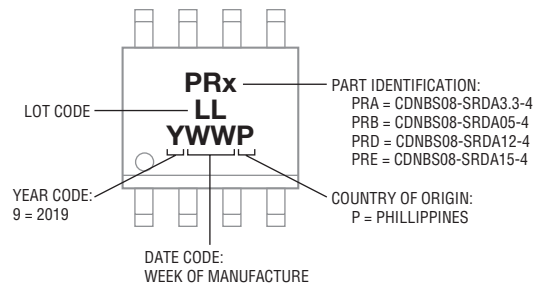 PRx
LL
YWWP
LOT CODE
PART IDENTIFICATION:
PRA = CDNBS08-SRDA3.3-4
PRB = CDNBS08-SRDA05-4
PRD = CDNBS08-SRDA12-4
PRE = CDNBS08-SRDA15-4
YEAR CODE:
9 = 2019
COUNTRY OF ORIGIN:
P = PHILLIPPINES
DATE CODE:
WEEK OF MANUFACTURE